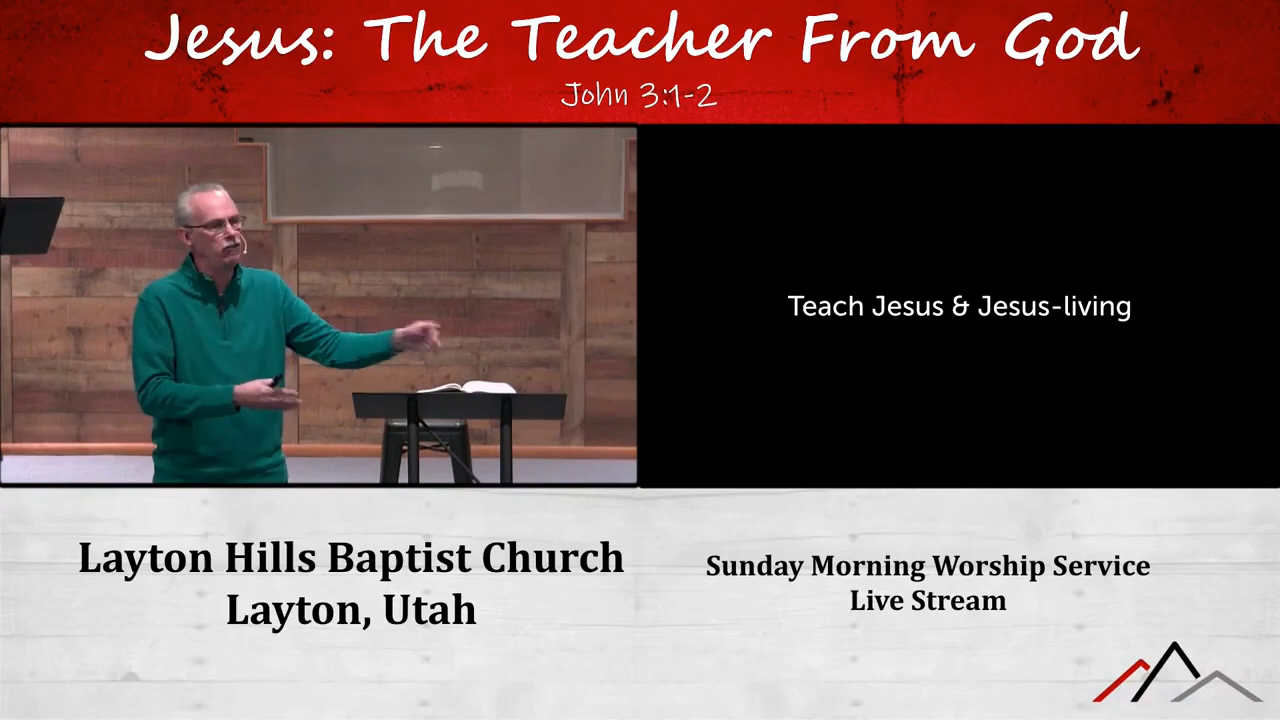 Jesus: The Teacher From God
John 3:1-2
Teach Jesus & Jesus-living
Layton Hills Baptist Church
Layton, Utah
Sunday Morning Worship Service
Live Stream